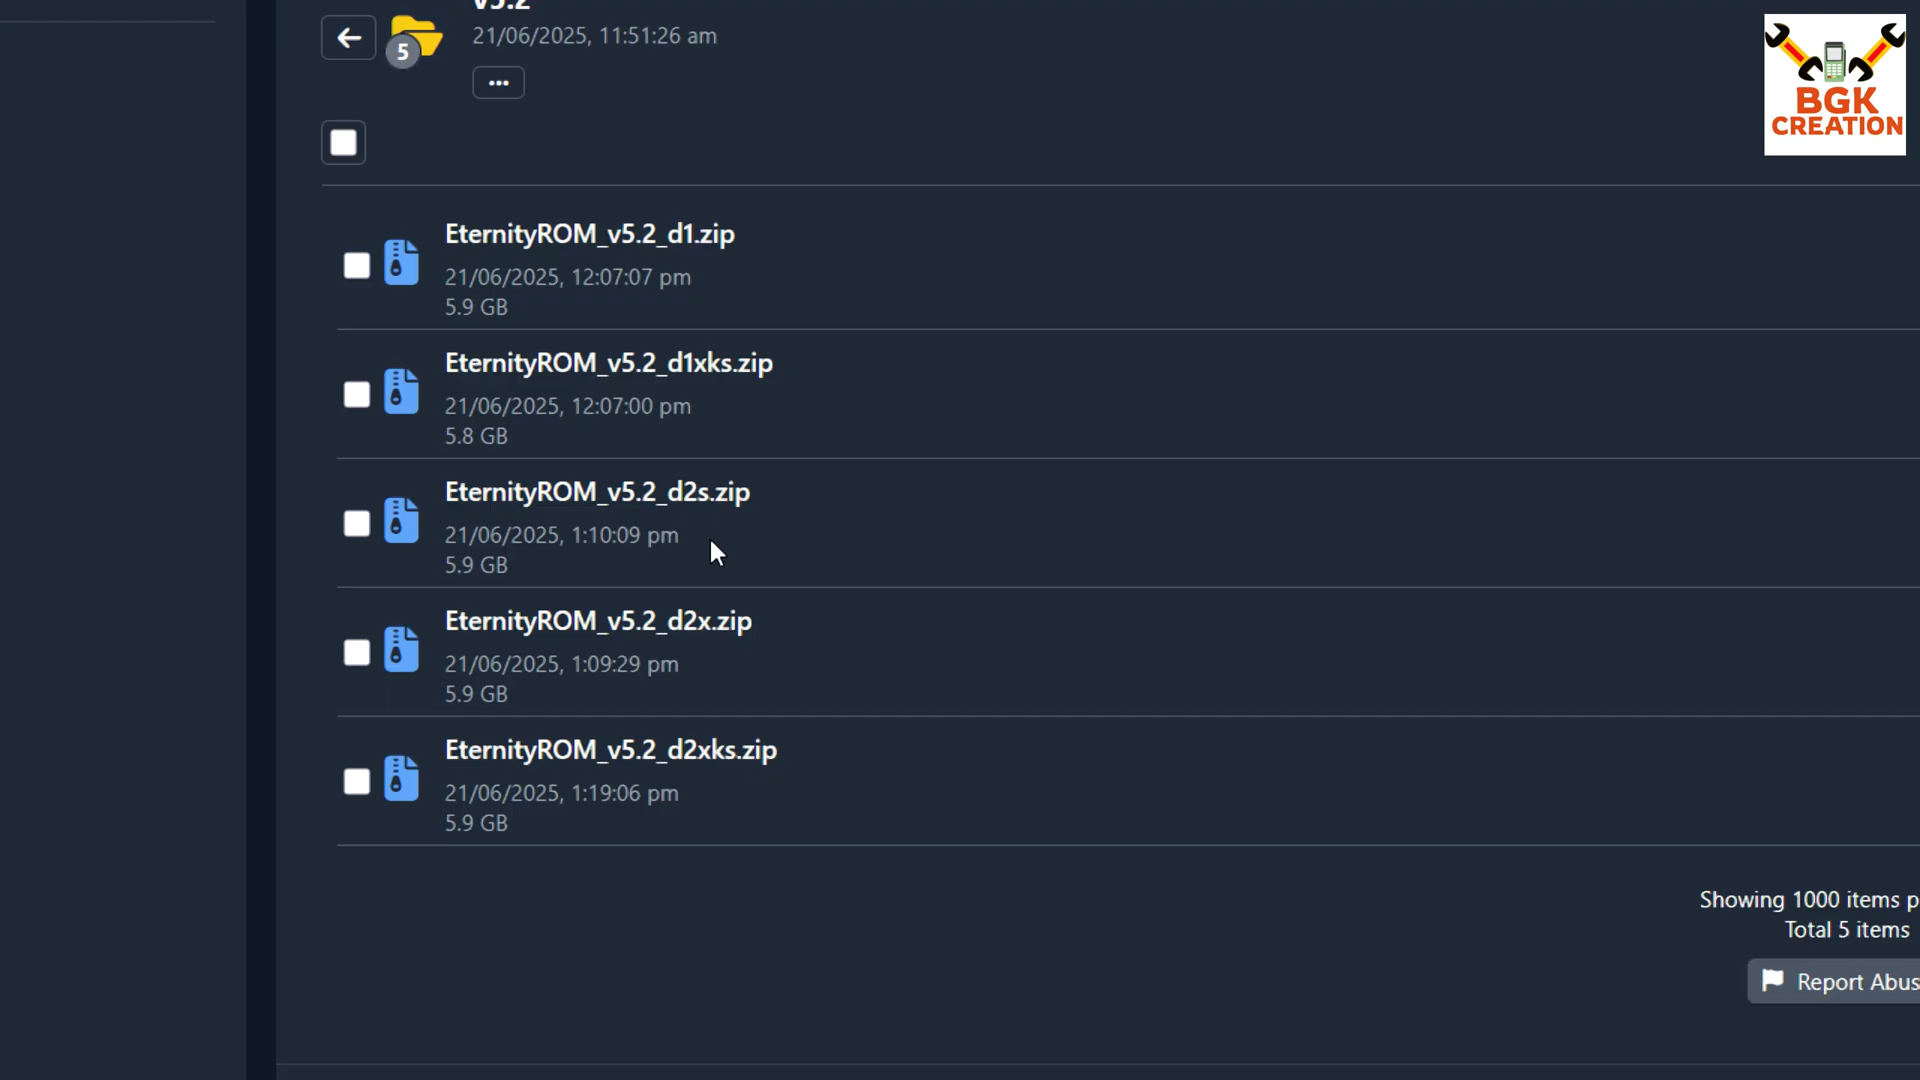 v5.2
21/06/2025, 11:51:26 am
5
BGK
CREATION
EternityROM_v5.2_d1.zip
21/06/2025, 12:07:07 pm
5.9 GB
EternityROM_v5.2_d1xks.zip
21/06/2025, 12:07:00 pm
5.8 GB
EternityROM_v5.2_d2s.zip
21/06/2025, 1:10:09 pm
5.9 GB
EternityROM_v5.2_d2x.zip
21/06/2025, 1:09:29 pm
5.9 GB
EternityROM_v5.2_d2xks.zip
21/06/2025, 1:19:06 pm
5.9 GB
Showing 1000 items p
Total 5 items
Report Abus